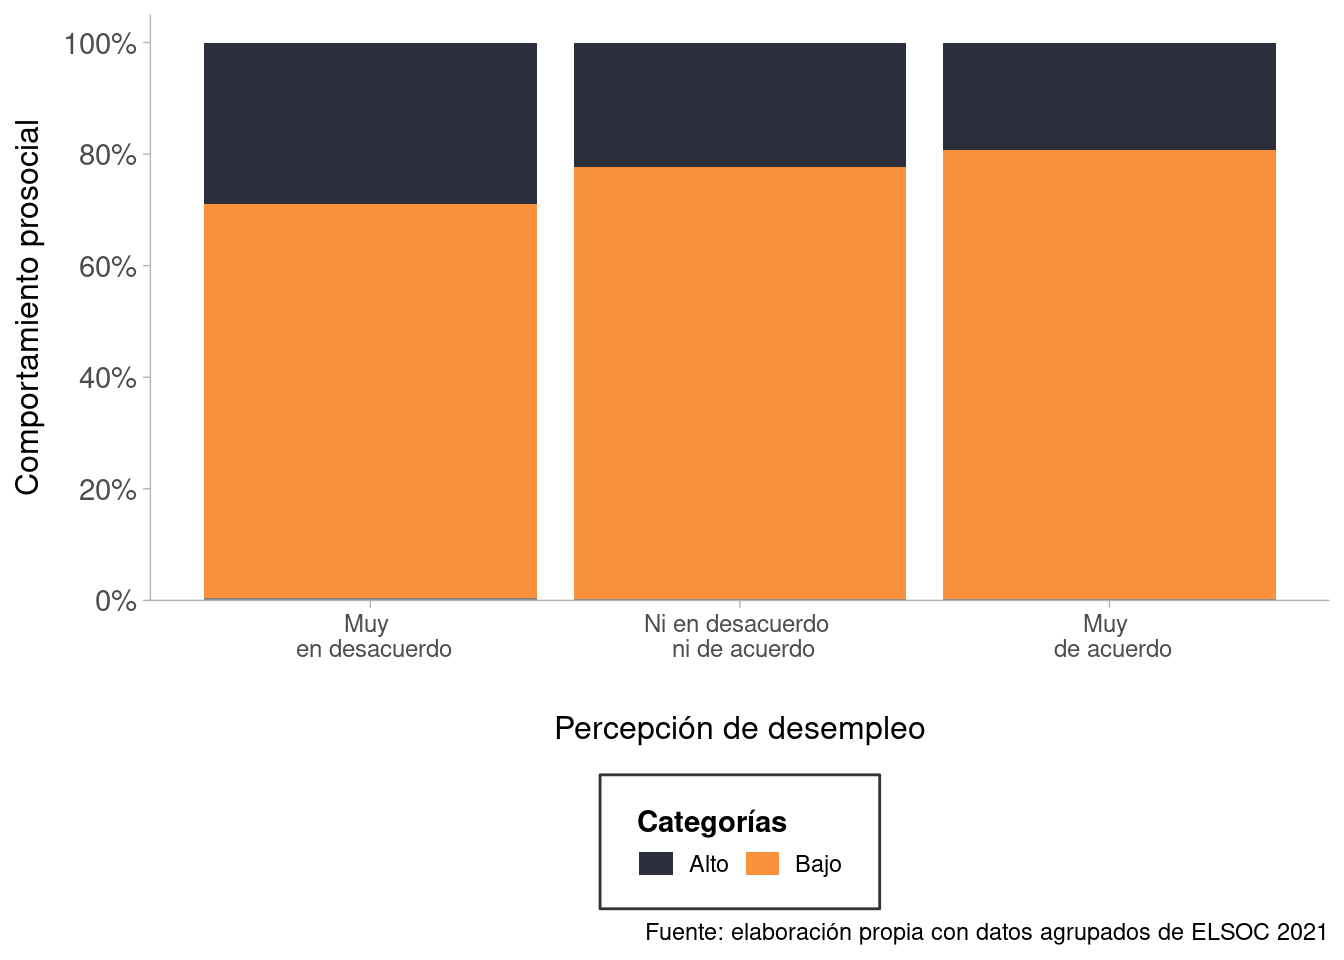 100%
80%
60%
40%
20%
0%
Comportamiento prosocial
Muy
en desacuerdo
Ni en desacuerdo
ni de acuerdo
Muy
de acuerdo
Percepción de desempleo
Categorías
Alto
Bajo
Fuente: elaboración propia con datos agrupados de ELSOC 2021